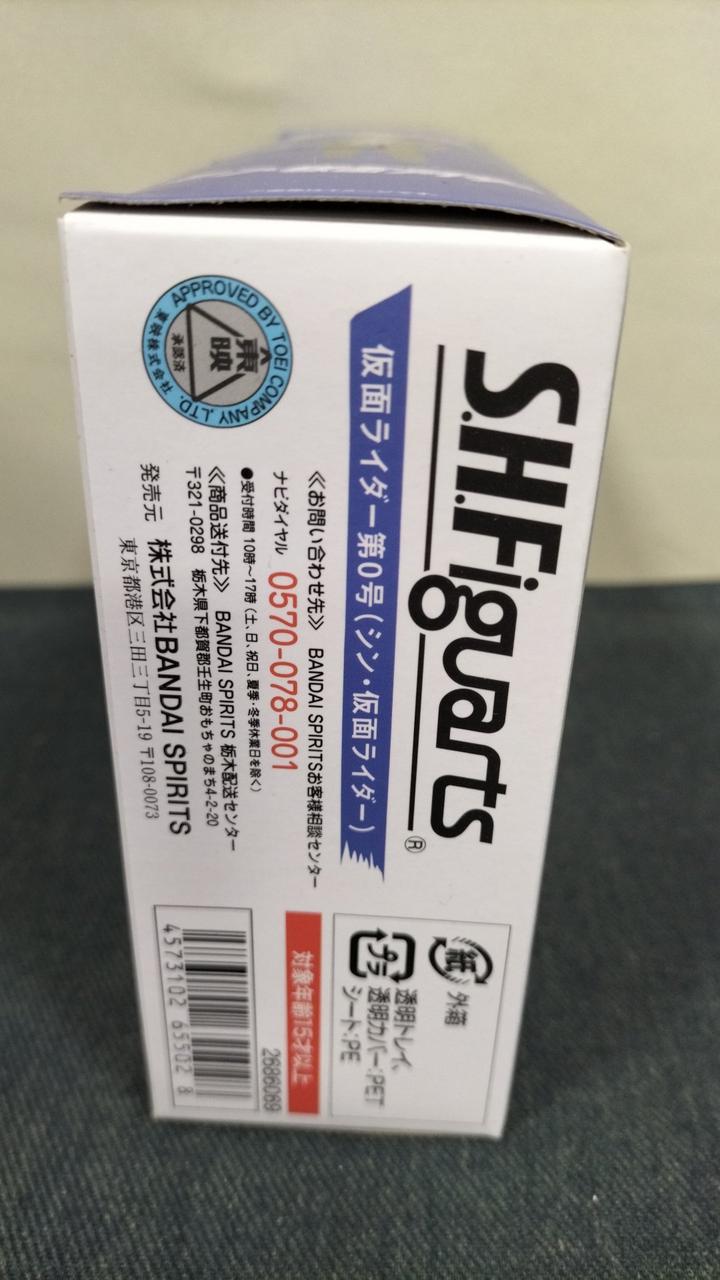 S.H.Figuarts®
仮面ライダー第0号(シン・仮面ライダー)
APPROVED BY TOEI COMPANY, LTD.
東映
承認済
東映株式会社
≪お問い合わせ先≫ BANDAI SPIRITSお客様相談センター
ナビダイヤル 0570-078-001
●受付時間 10時〜17時(土、日、祝日、夏季・冬季休業日を除く)
≪商品送付先≫ BANDAI SPIRITS 栃木配送センター
〒321-0298 栃木県下都賀郡壬生町おもちゃのまち4-2-20
発売元 株式会社BANDAI SPIRITS
東京都港区三田三丁目5-19 〒108-0073
紙 外箱
プラ 透明トレイ、
透明カバー:PET
シート:PE
対象年齢15才以上
2686069
4573102 655028